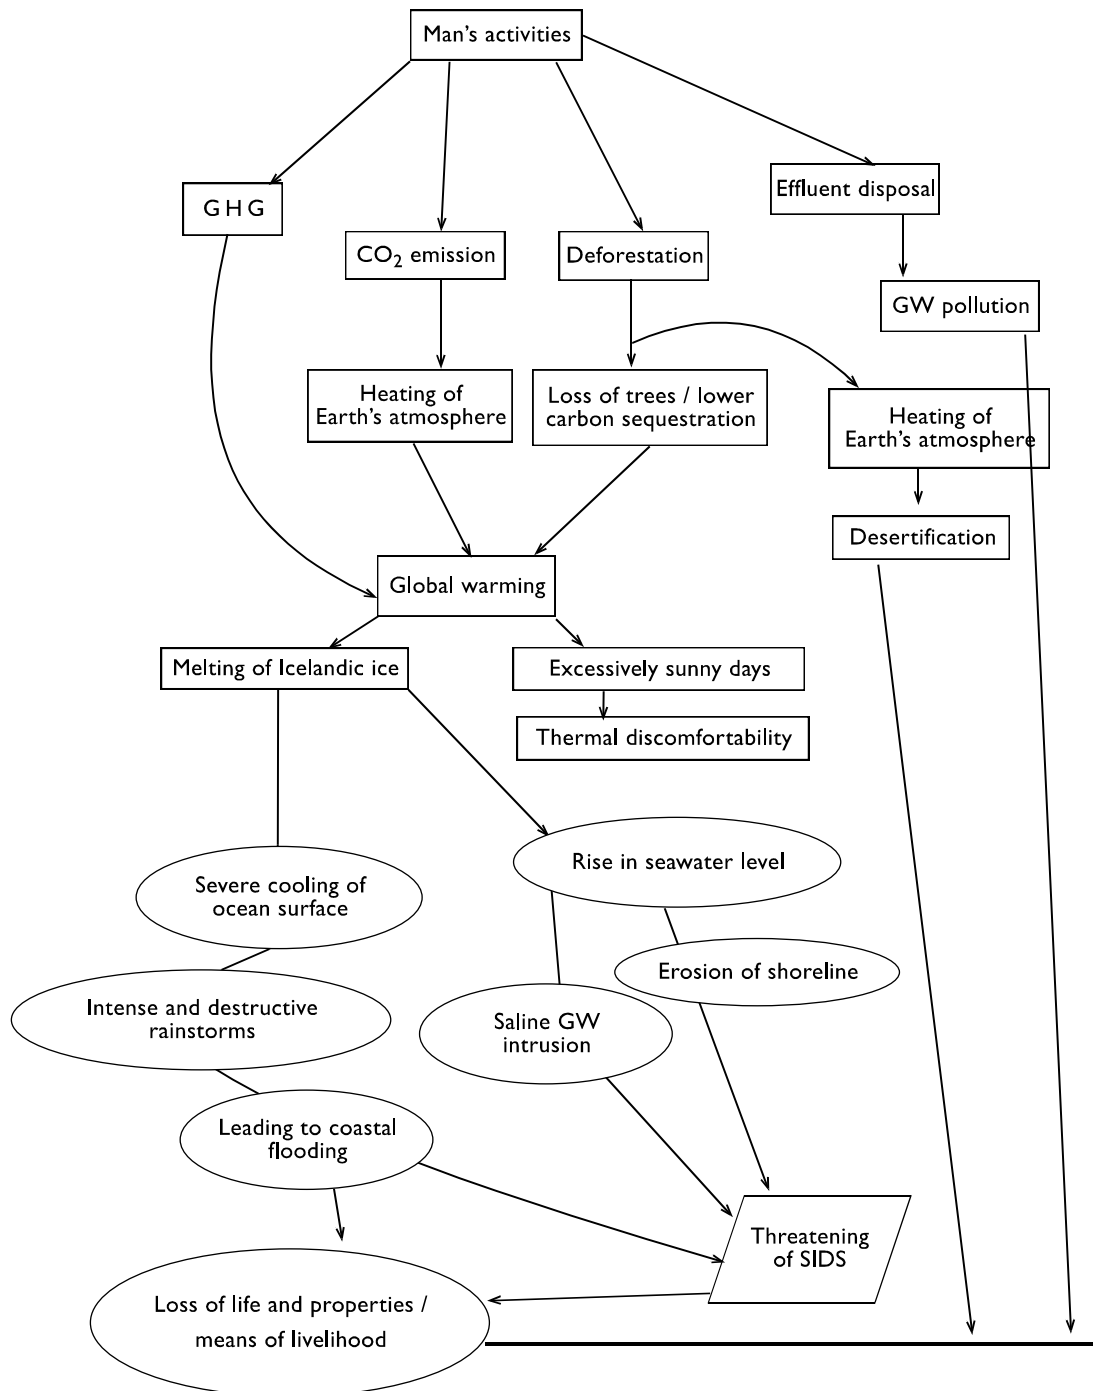 Man's activities
G H G
Effluent disposal
CO₂ emission
Deforestation
GW pollution
Heating of
Earth's atmosphere
Loss of trees / lower
carbon sequestration
Heating of
Earth's atmosphere
Desertification
Global warming
Melting of Icelandic ice
Excessively sunny days
Thermal discomfortability
Rise in seawater level
Severe cooling of
ocean surface
Erosion of shoreline
Intense and destructive
rainstorms
Saline GW
intrusion
Leading to coastal
flooding
Threatening
of SIDS
Loss of life and properties /
means of livelihood